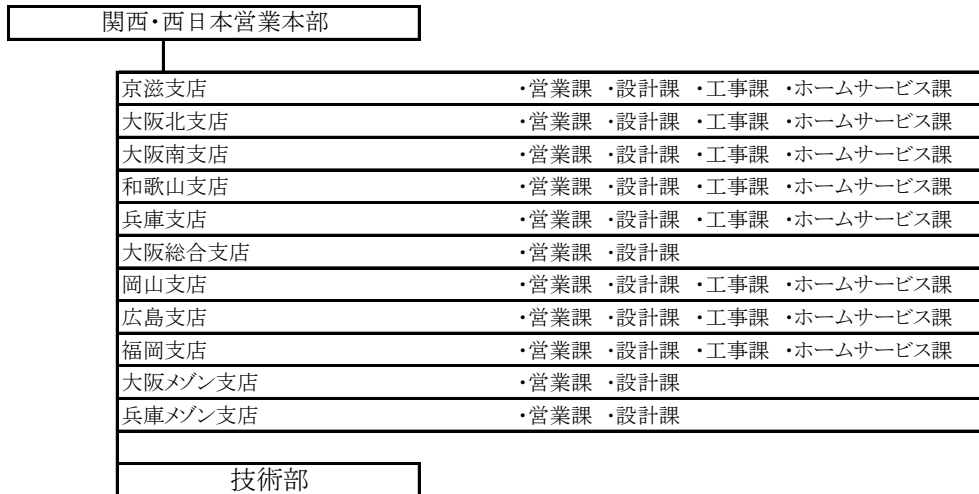 関西・西日本営業本部
京滋支店 ・営業課 ・設計課 ・工事課 ・ホームサービス課
大阪北支店 ・営業課 ・設計課 ・工事課 ・ホームサービス課
大阪南支店 ・営業課 ・設計課 ・工事課 ・ホームサービス課
和歌山支店 ・営業課 ・設計課 ・工事課 ・ホームサービス課
兵庫支店 ・営業課 ・設計課 ・工事課 ・ホームサービス課
大阪総合支店 ・営業課 ・設計課
岡山支店 ・営業課 ・設計課 ・工事課 ・ホームサービス課
広島支店 ・営業課 ・設計課 ・工事課 ・ホームサービス課
福岡支店 ・営業課 ・設計課 ・工事課 ・ホームサービス課
大阪メゾン支店 ・営業課 ・設計課
兵庫メゾン支店 ・営業課 ・設計課
技術部